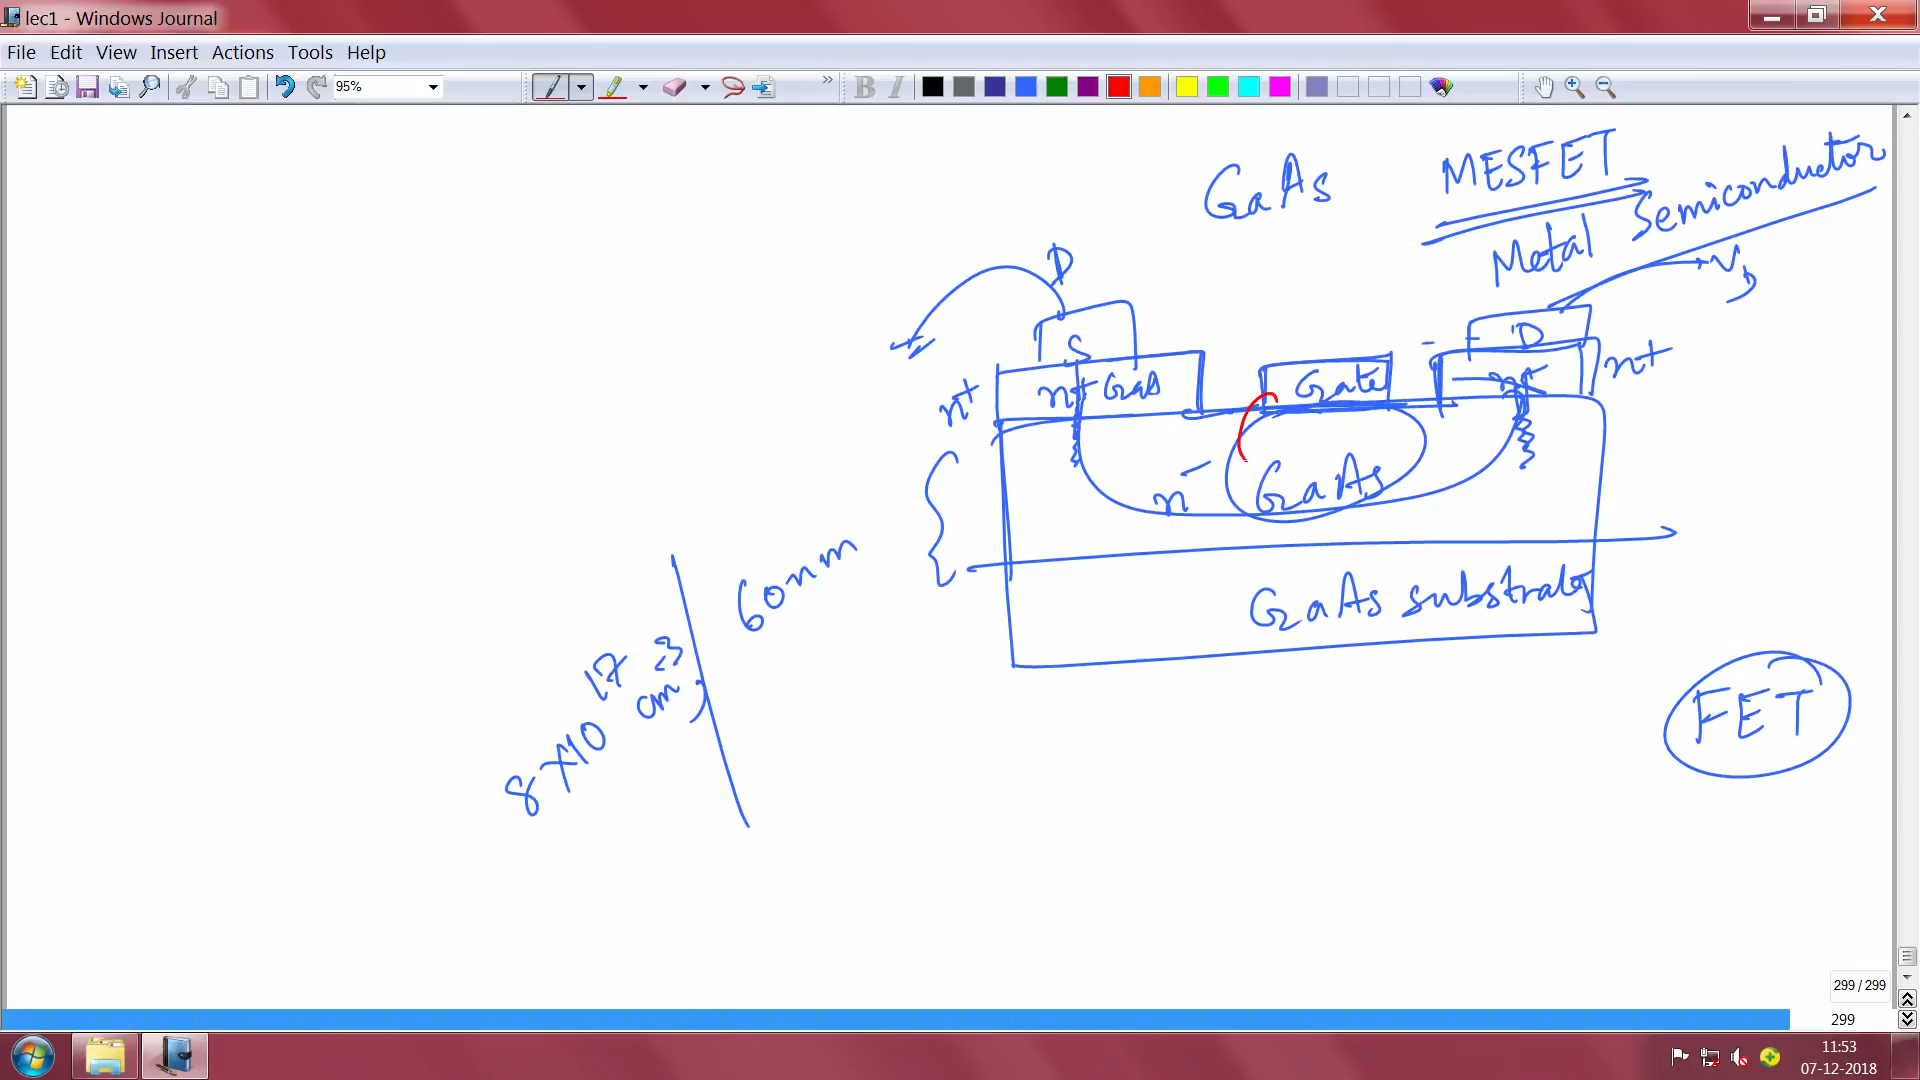 lec1 - Windows Journal
File Edit View Insert Actions Tools Help
95%
GaAs
MESFET
Metal Semiconductor
D
V_D
S
D
n+
n+ GaAs
Gate
n+
n+
n- GaAs
60nm
GaAs substrate
8×10^17 cm^-3
FET
299 / 299
299
11:53
07-12-2018